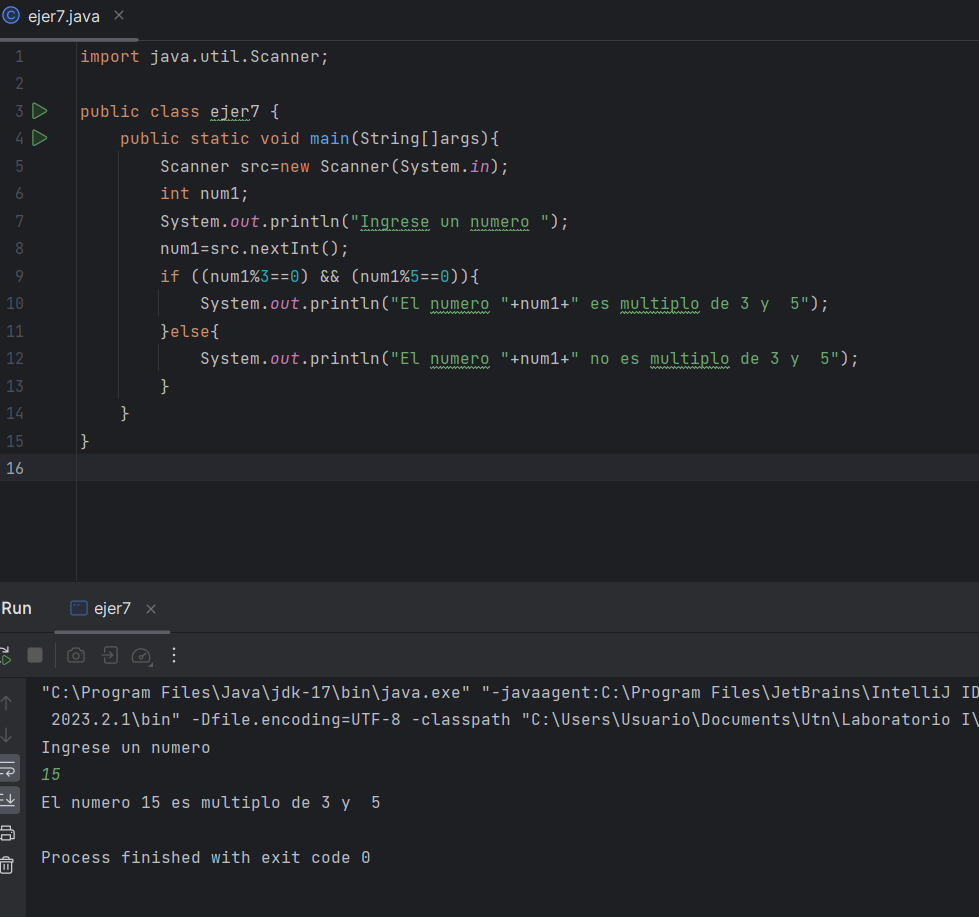 ejer7.java
1 import java.util.Scanner;
2
3 public class ejer7 {
4 public static void main(String[]args){
5 Scanner src=new Scanner(System.in);
6 int num1;
7 System.out.println("Ingrese un numero ");
8 num1=src.nextInt();
9 if ((num1%3==0) && (num1%5==0)){
10 System.out.println("El numero "+num1+" es multiplo de 3 y  5");
11 }else{
12 System.out.println("El numero "+num1+" no es multiplo de 3 y  5");
13 }
14 }
15 }
16
Run ejer7
"C:\Program Files\Java\jdk-17\bin\java.exe" "-javaagent:C:\Program Files\JetBrains\IntelliJ ID
2023.2.1\bin" -Dfile.encoding=UTF-8 -classpath "C:\Users\Usuario\Documents\Utn\Laboratorio I\
Ingrese un numero
15
El numero 15 es multiplo de 3 y  5
Process finished with exit code 0